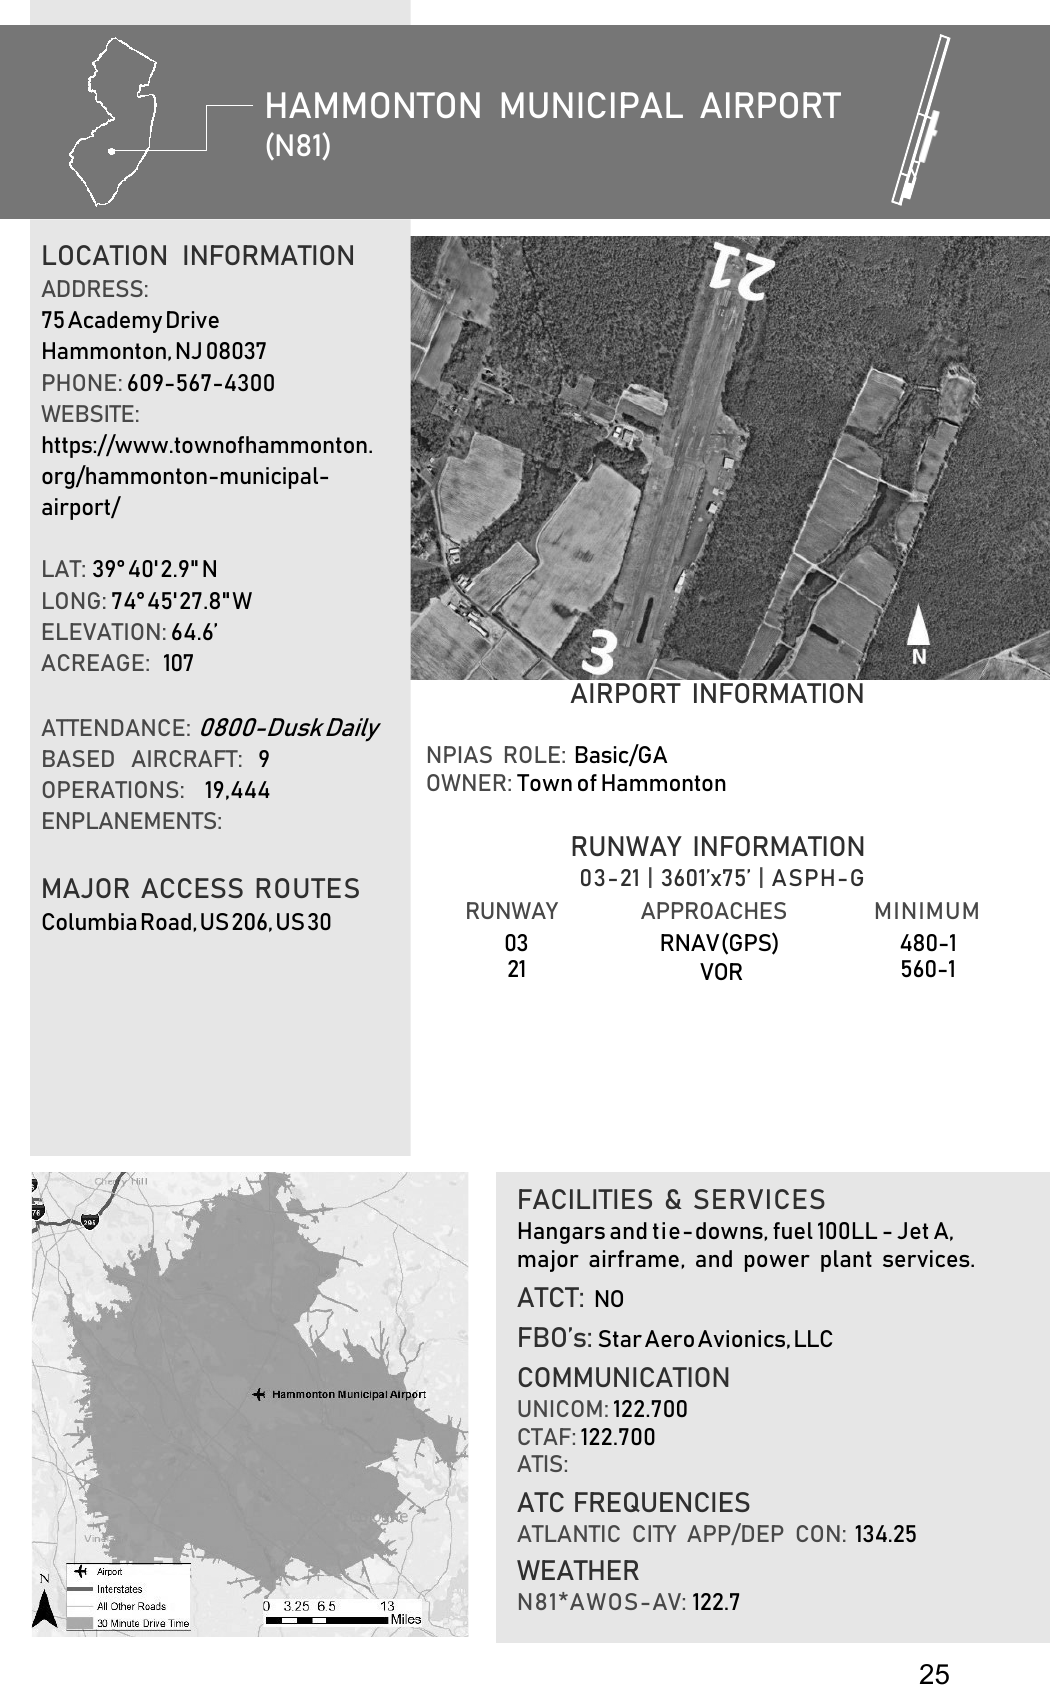 HAMMONTON MUNICIPAL AIRPORT
(N81)
LOCATION INFORMATION
ADDRESS:
75 Academy Drive
Hammonton, NJ 08037
PHONE: 609-567-4300
WEBSITE:
https://www.townofhammonton.
org/hammonton-municipal-
airport/
LAT: 39° 40' 2.9" N
LONG: 74° 45' 27.8" W
ELEVATION: 64.6’
ACREAGE: 107
ATTENDANCE: 0800-Dusk Daily
BASED AIRCRAFT: 9
OPERATIONS: 19,444
ENPLANEMENTS:
MAJOR ACCESS ROUTES
Columbia Road, US 206, US 30
21
3
N
AIRPORT INFORMATION
NPIAS ROLE: Basic/GA
OWNER: Town of Hammonton
RUNWAY INFORMATION
03-21 | 3601’x75’ | ASPH-G
RUNWAY APPROACHES MINIMUM
03 RNAV(GPS) 480-1
21 VOR 560-1
Cherry Hill
76
295
Hammonton Municipal Airport
N
Airport
Interstates
All Other Roads
30 Minute Drive Time
0 3.25 6.5 13
Miles
FACILITIES & SERVICES
Hangars and tie-downs, fuel 100LL - Jet A,
major airframe, and power plant services.
ATCT: NO
FBO’s: Star Aero Avionics, LLC
COMMUNICATION
UNICOM: 122.700
CTAF: 122.700
ATIS:
ATC FREQUENCIES
ATLANTIC CITY APP/DEP CON: 134.25
WEATHER
N81*AWOS-AV: 122.7
25